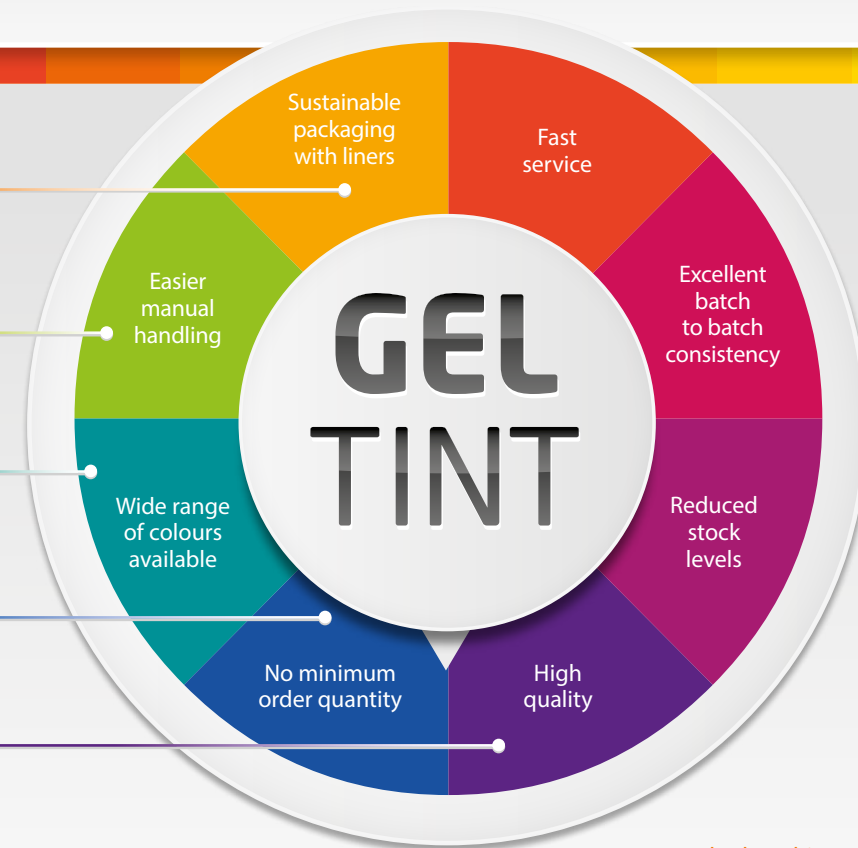 Sustainable
packaging
with liners
Fast
service
Excellent
batch
to batch
consistency
Easier
manual
handling
GEL
TINT
Wide range
of colours
available
Reduced
stock
levels
No minimum
order quantity
High
quality